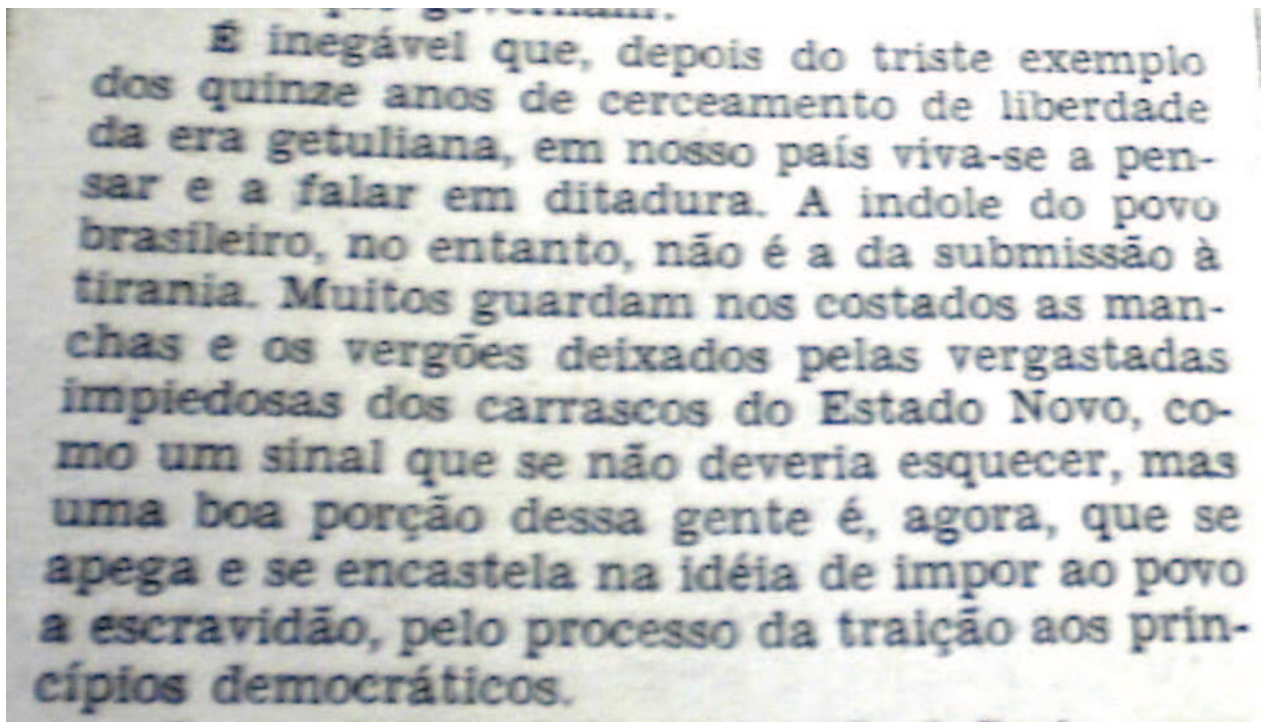 governam.
É inegável que, depois do triste exemplo
dos quinze anos de cerceamento de liberdade
da era getuliana, em nosso país viva-se a pen-
sar e a falar em ditadura. A indole do povo
brasileiro, no entanto, não é a da submissão à
tirania. Muitos guardam nos costados as man-
chas e os vergões deixados pelas vergastadas
impiedosas dos carrascos do Estado Novo, co-
mo um sinal que se não deveria esquecer, mas
uma boa porção dessa gente é, agora, que se
apega e se encastela na idéia de impor ao povo
a escravidão, pelo processo da traição aos prin-
cípios democráticos.